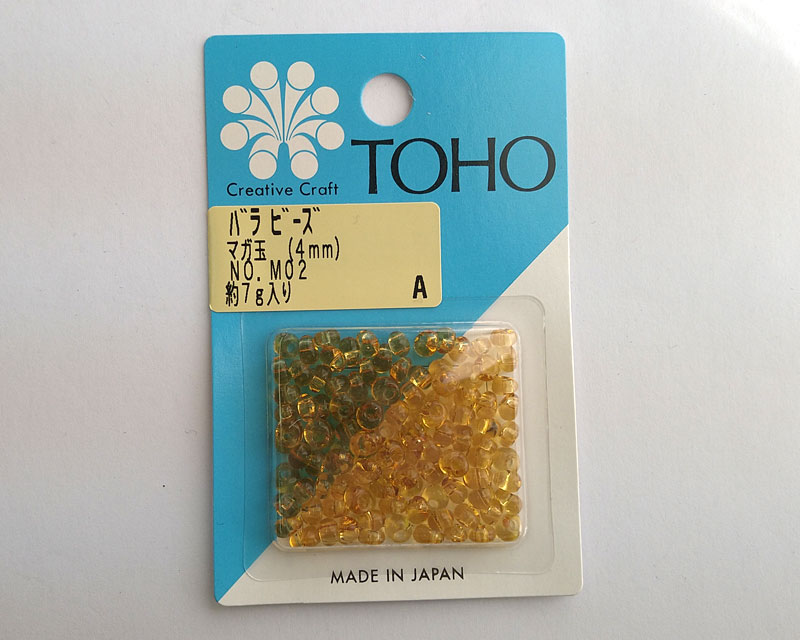 Creative Craft
TOHO
バラ ビーズ
マガ玉 (4mm)
NO. M02
約7g入り
A
MADE IN JAPAN